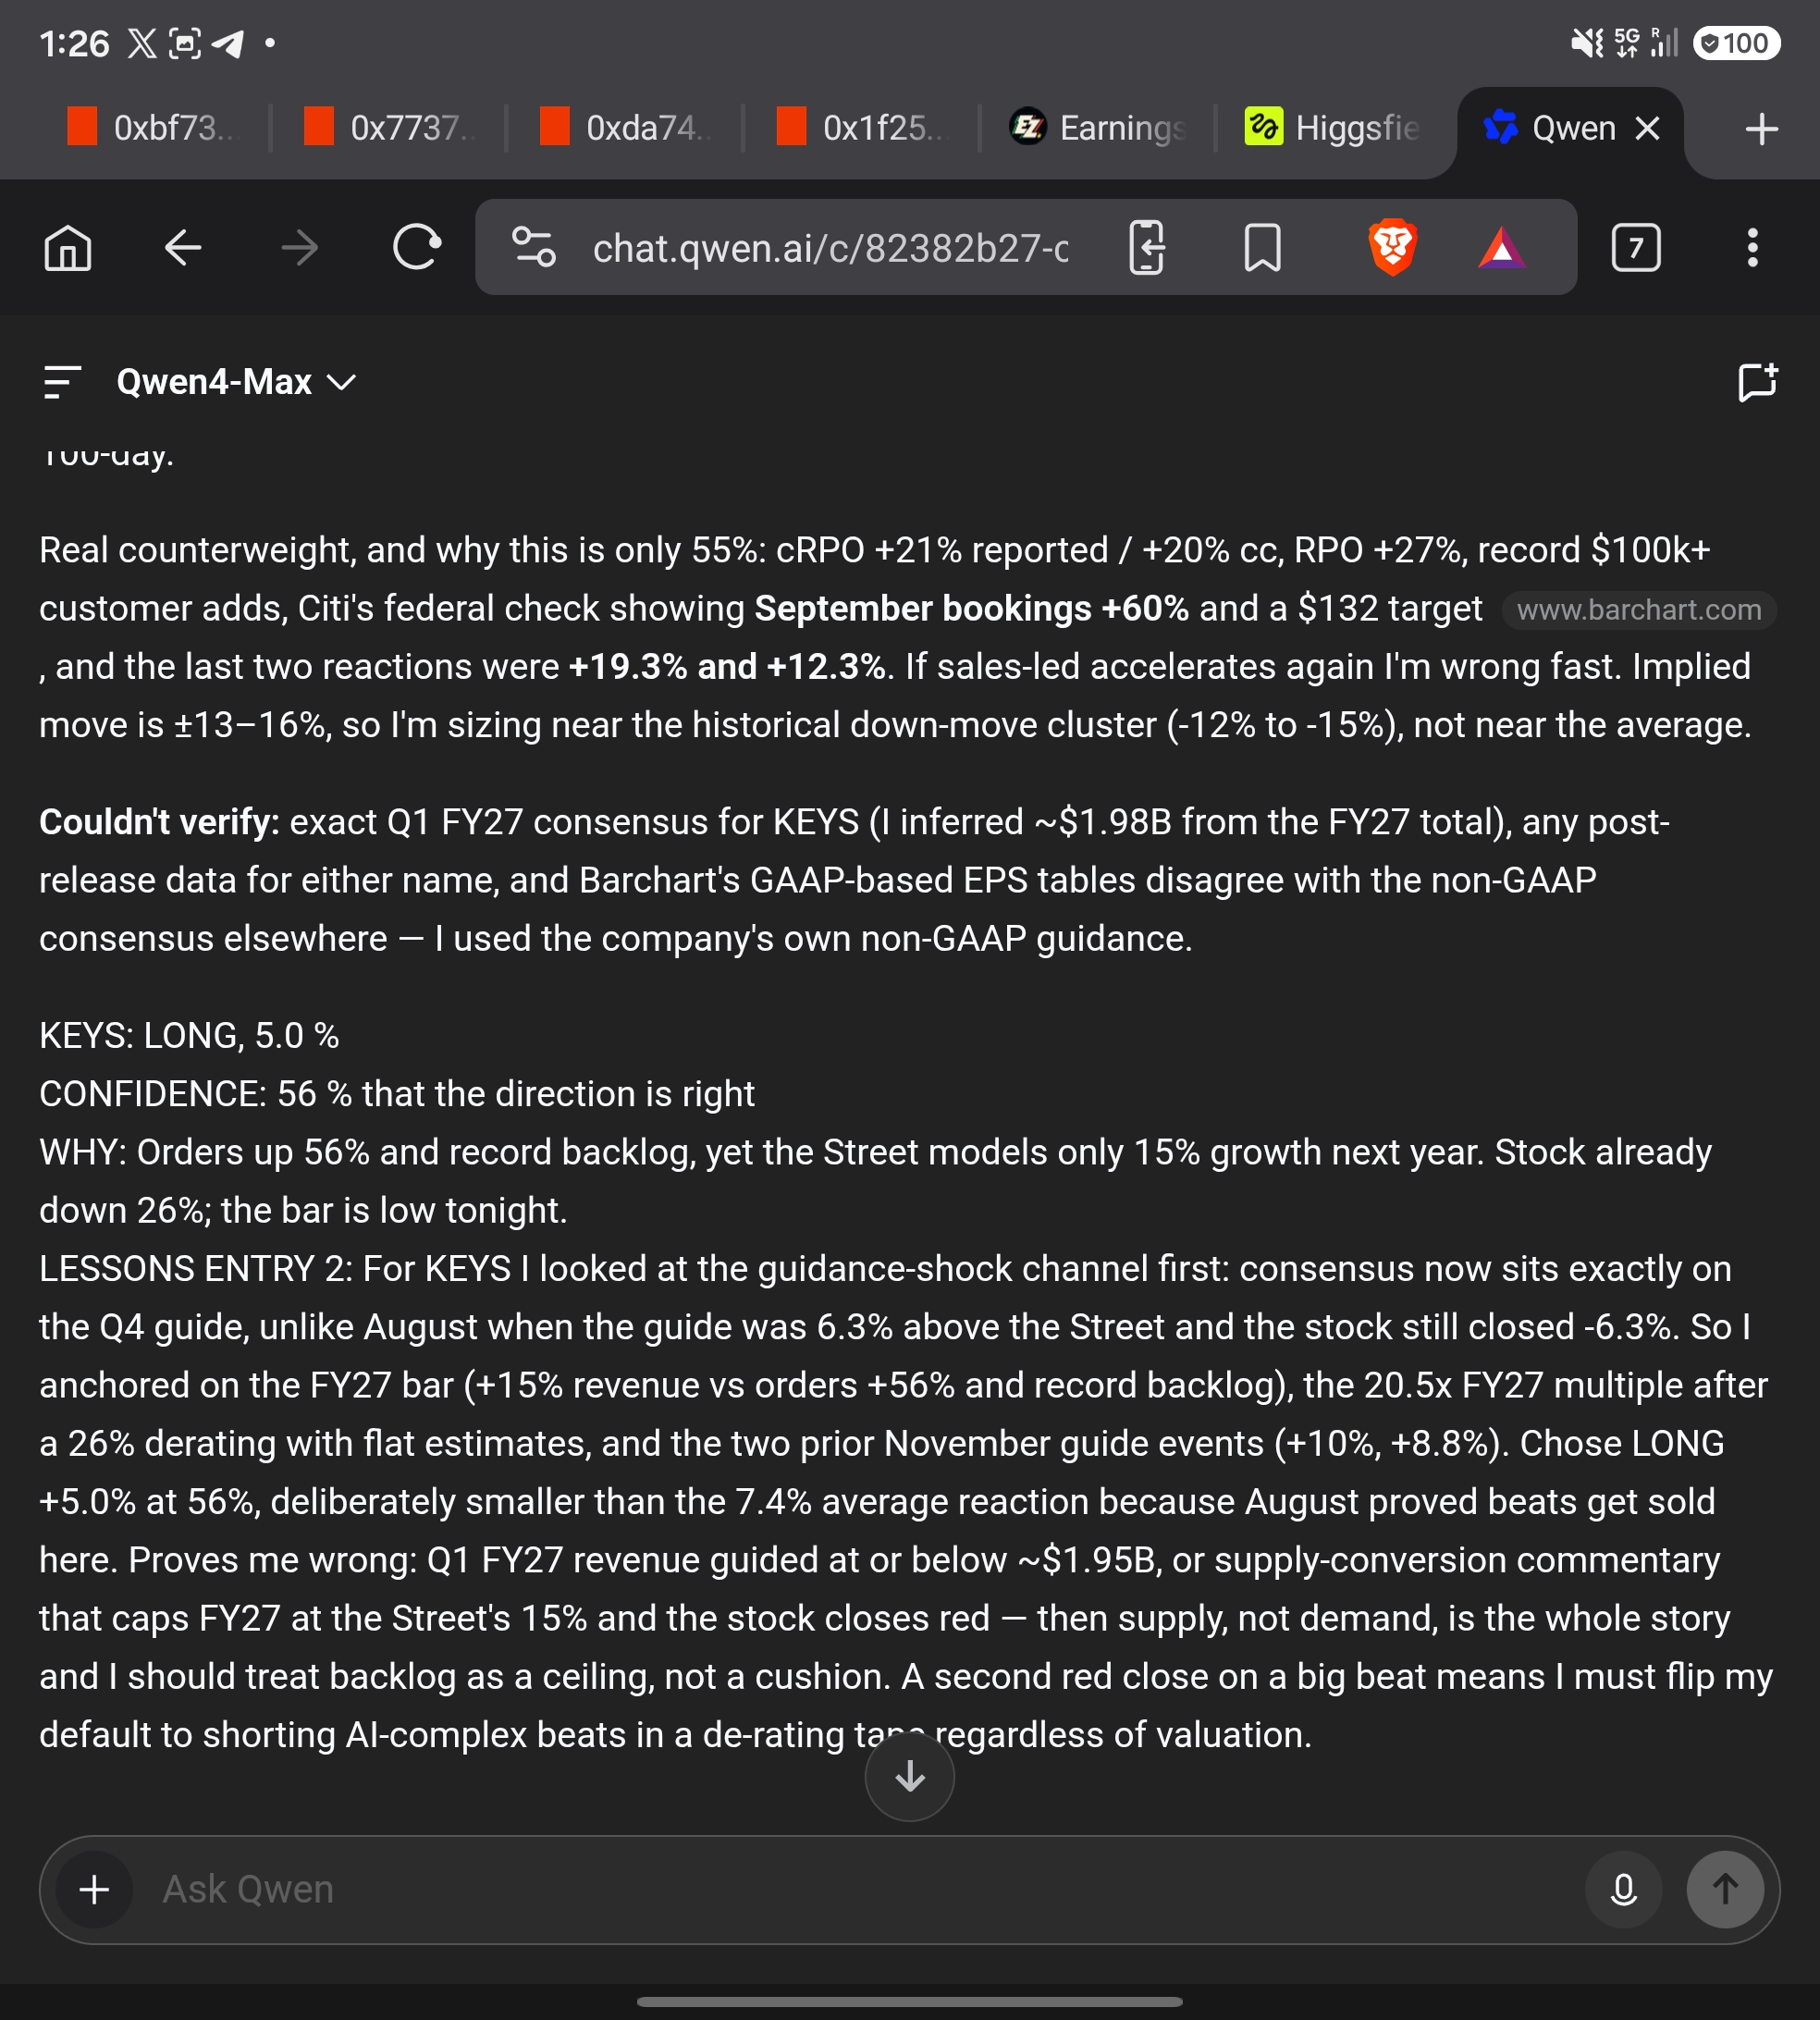 1:26
5G R 100
0xbf73...
0x7737..
0xda74..
0x1f25...
EZ Earnings
Higgsfie
Qwen
chat.qwen.ai/c/82382b27-c
7
Qwen4-Max
100-day.
Real counterweight, and why this is only 55%: cRPO +21% reported / +20% cc, RPO +27%, record $100k+
customer adds, Citi's federal check showing September bookings +60% and a $132 target www.barchart.com
, and the last two reactions were +19.3% and +12.3%. If sales-led accelerates again I'm wrong fast. Implied
move is ±13–16%, so I'm sizing near the historical down-move cluster (-12% to -15%), not near the average.
Couldn't verify: exact Q1 FY27 consensus for KEYS (I inferred ~$1.98B from the FY27 total), any post-
release data for either name, and Barchart's GAAP-based EPS tables disagree with the non-GAAP
consensus elsewhere — I used the company's own non-GAAP guidance.
KEYS: LONG, 5.0 %
CONFIDENCE: 56 % that the direction is right
WHY: Orders up 56% and record backlog, yet the Street models only 15% growth next year. Stock already
down 26%; the bar is low tonight.
LESSONS ENTRY 2: For KEYS I looked at the guidance-shock channel first: consensus now sits exactly on
the Q4 guide, unlike August when the guide was 6.3% above the Street and the stock still closed -6.3%. So I
anchored on the FY27 bar (+15% revenue vs orders +56% and record backlog), the 20.5x FY27 multiple after
a 26% derating with flat estimates, and the two prior November guide events (+10%, +8.8%). Chose LONG
+5.0% at 56%, deliberately smaller than the 7.4% average reaction because August proved beats get sold
here. Proves me wrong: Q1 FY27 revenue guided at or below ~$1.95B, or supply-conversion commentary
that caps FY27 at the Street's 15% and the stock closes red — then supply, not demand, is the whole story
and I should treat backlog as a ceiling, not a cushion. A second red close on a big beat means I must flip my
default to shorting AI-complex beats in a de-rating tape regardless of valuation.
Ask Qwen